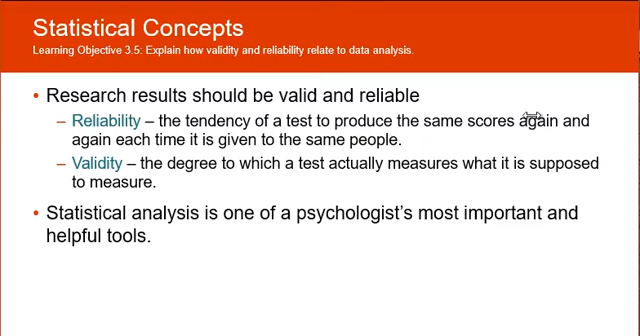 Statistical Concepts
Learning Objective 3.5: Explain how validity and reliability relate to data analysis.
• Research results should be valid and reliable
– Reliability – the tendency of a test to produce the same scores again and
again each time it is given to the same people.
– Validity – the degree to which a test actually measures what it is supposed
to measure.
• Statistical analysis is one of a psychologist's most important and
helpful tools.